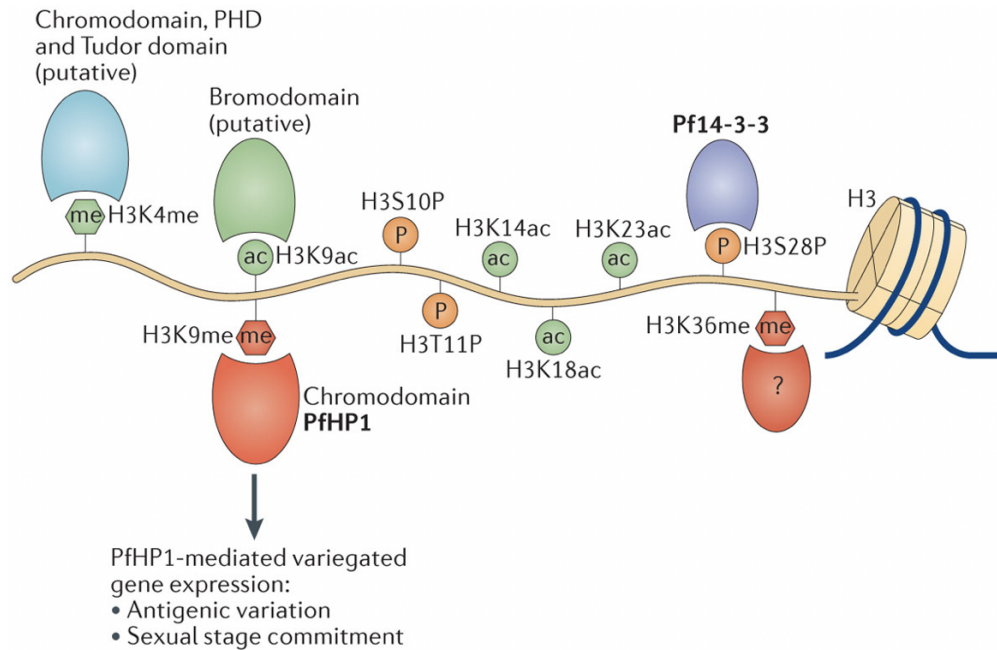 Chromodomain, PHD
and Tudor domain
(putative)
Bromodomain
(putative)
Pf14-3-3
H3
me H3K4me
ac H3K9ac
H3S10P
P
H3K14ac
ac
H3K23ac
ac
P H3S28P
H3K9me me
P
H3T11P
ac
H3K18ac
H3K36me me
?
Chromodomain
PfHP1
PfHP1-mediated variegated
gene expression:
• Antigenic variation
• Sexual stage commitment